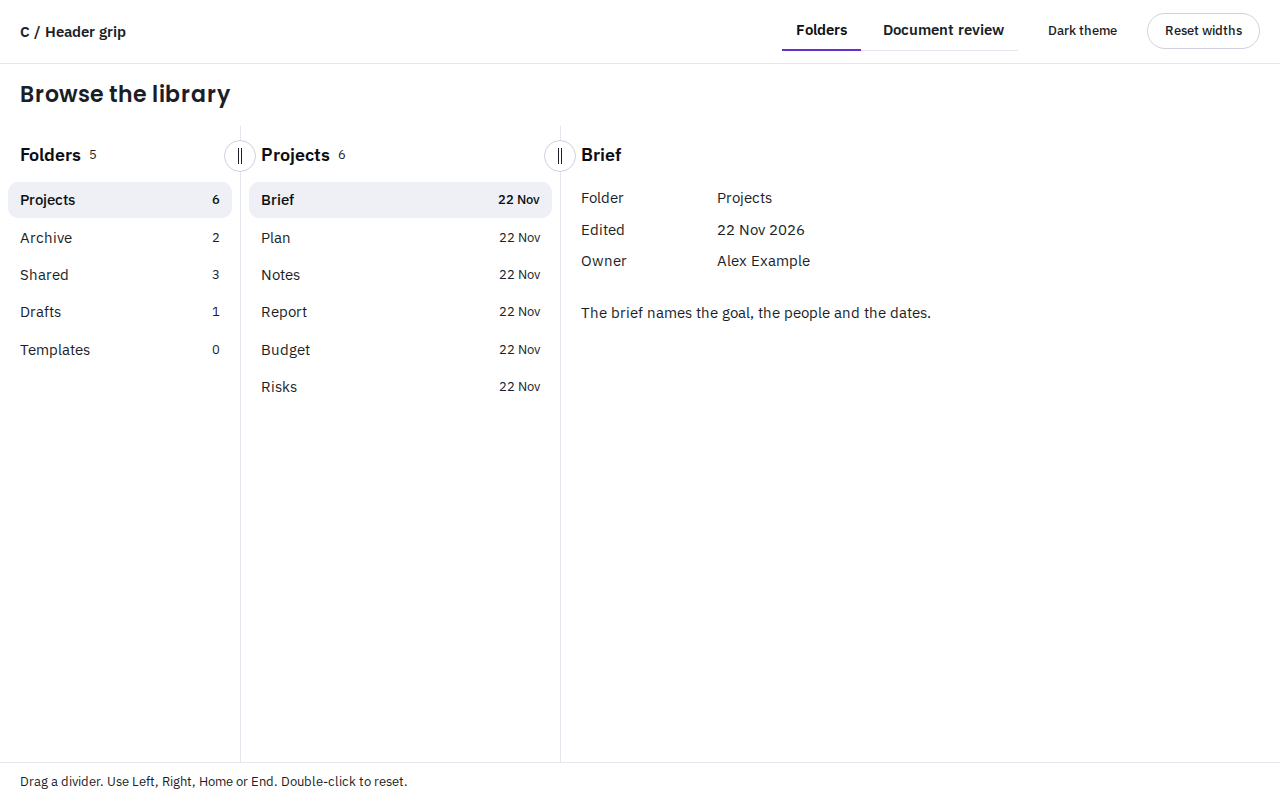 C / Header grip
Folders
Document review
Dark theme
Reset widths
Browse the library
Folders 5
Projects 6
Archive 2
Shared 3
Drafts 1
Templates 0
Projects 6
Brief 22 Nov
Plan 22 Nov
Notes 22 Nov
Report 22 Nov
Budget 22 Nov
Risks 22 Nov
Brief
Folder Projects
Edited 22 Nov 2026
Owner Alex Example
The brief names the goal, the people and the dates.
Drag a divider. Use Left, Right, Home or End. Double-click to reset.